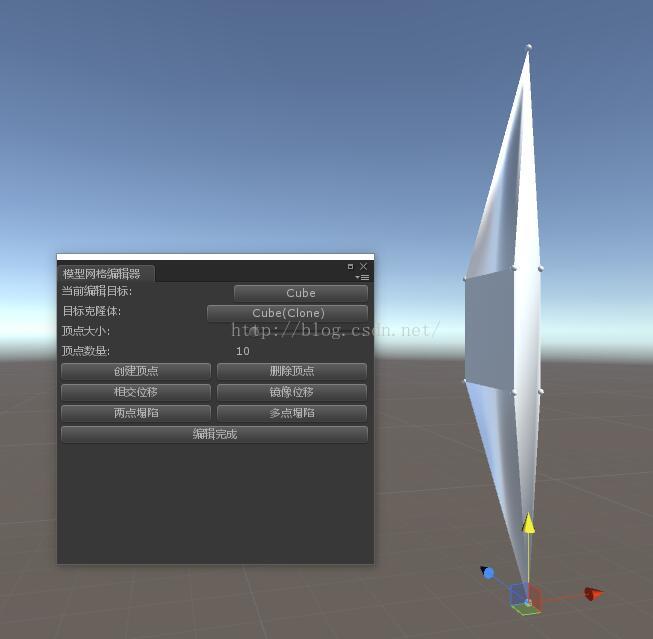 模型网格编辑器
当前编辑目标: Cube
目标克隆体: Cube(Clone)
顶点大小:
http://blog.csdn.net/
顶点数量: 10
创建顶点 删除顶点
相交位移 镜像位移
两点塌陷 多点塌陷
编辑完成